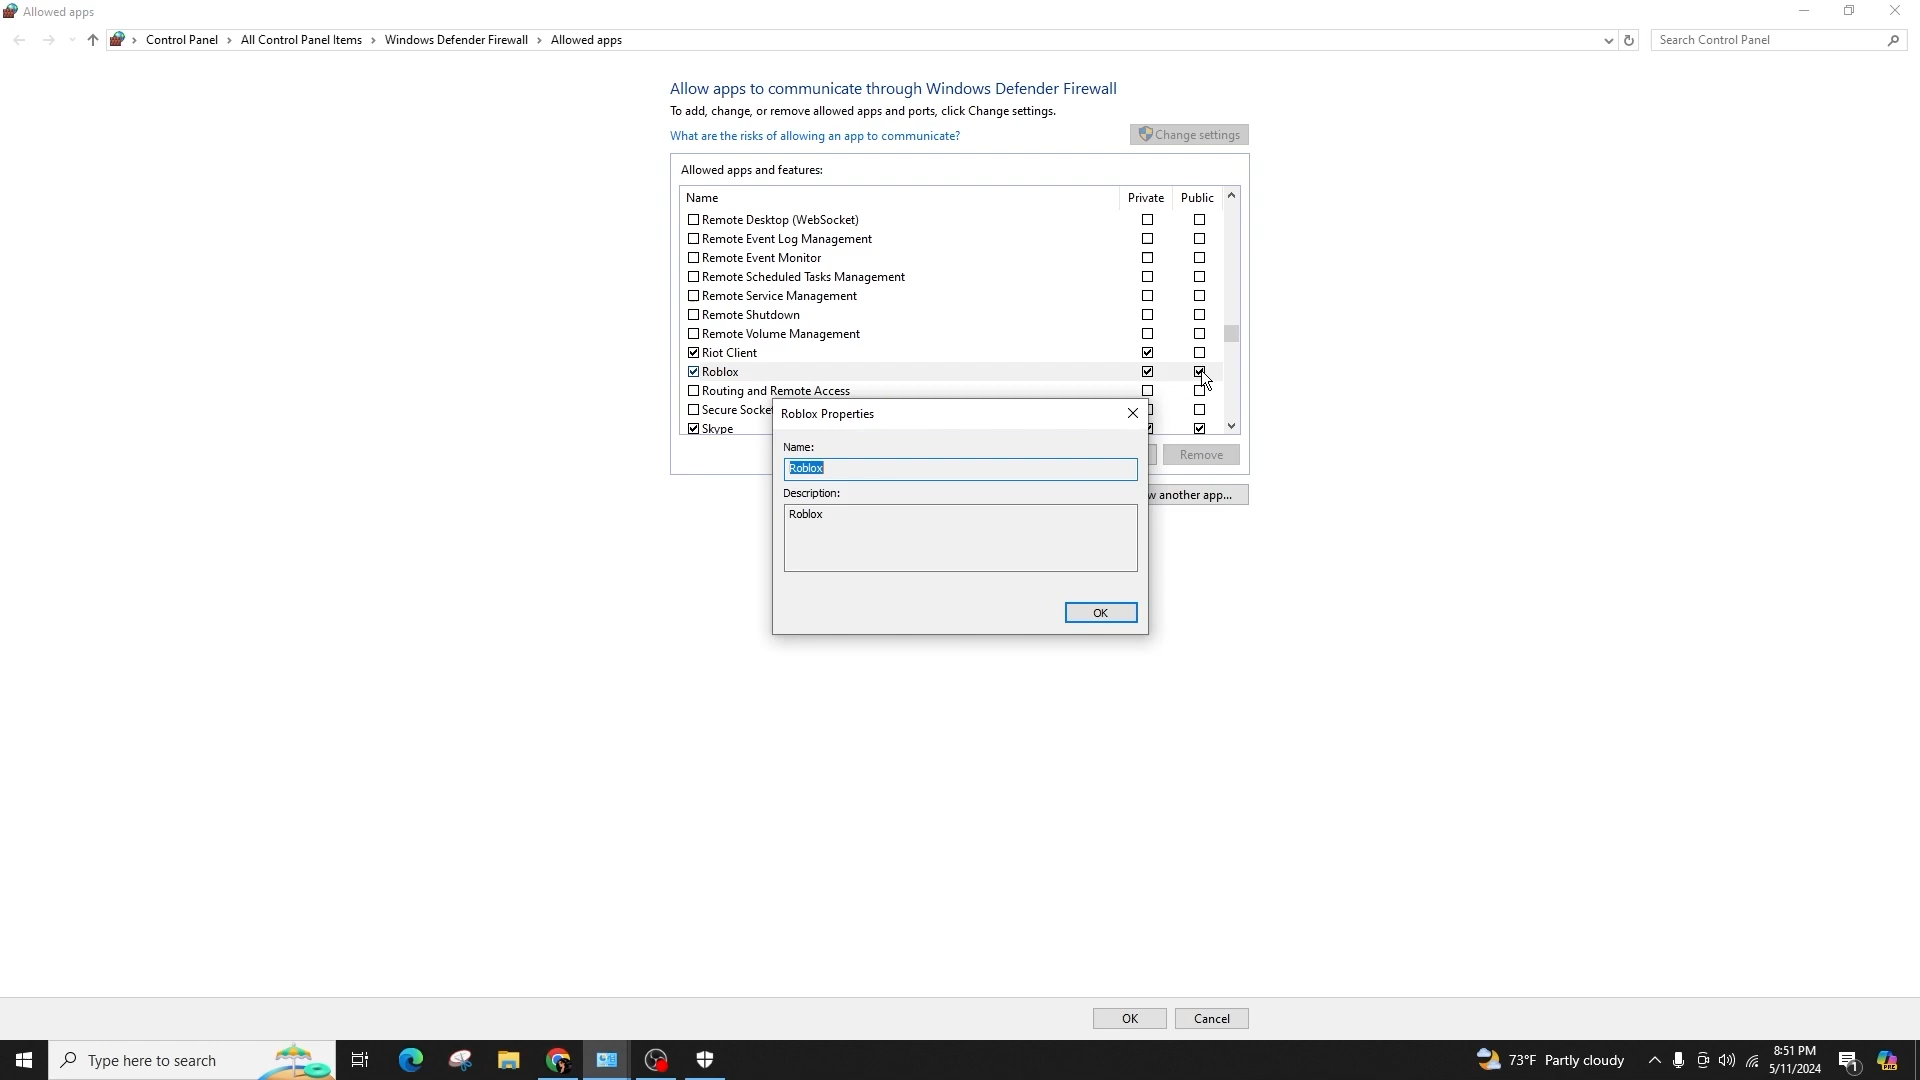 Allowed apps
Control Panel
All Control Panel Items
Windows Defender Firewall
Allowed apps
Search Control Panel
Allow apps to communicate through Windows Defender Firewall
To add, change, or remove allowed apps and ports, click Change settings.
What are the risks of allowing an app to communicate?
Change settings
Allowed apps and features:
Name Private Public
Remote Desktop (WebSocket)
Remote Event Log Management
Remote Event Monitor
Remote Scheduled Tasks Management
Remote Service Management
Remote Shutdown
Remote Volume Management
Riot Client
Roblox
Routing and Remote Access
Secure Socket
Skype
Remove
another app...
Roblox Properties
Name:
Roblox
Description:
Roblox
OK
OK Cancel
Type here to search
73°F Partly cloudy
8:51 PM
5/11/2024
1
PRE